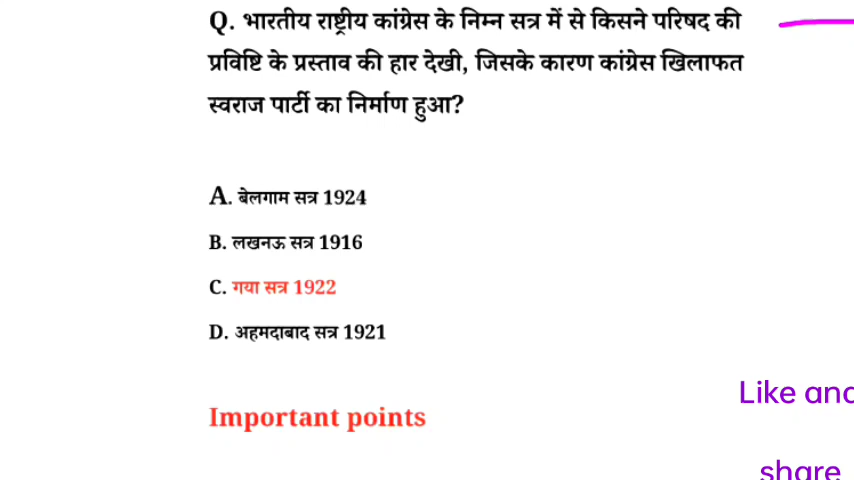 Q. भारतीय राष्ट्रीय कांग्रेस के निम्न सत्र में से किसने परिषद की
प्रविष्टि के प्रस्ताव की हार देखी, जिसके कारण कांग्रेस खिलाफत
स्वराज पार्टी का निर्माण हुआ?
A. बेलगाम सत्र 1924
B. लखनऊ सत्र 1916
C. गया सत्र 1922
D. अहमदाबाद सत्र 1921
Like and
Important points
share